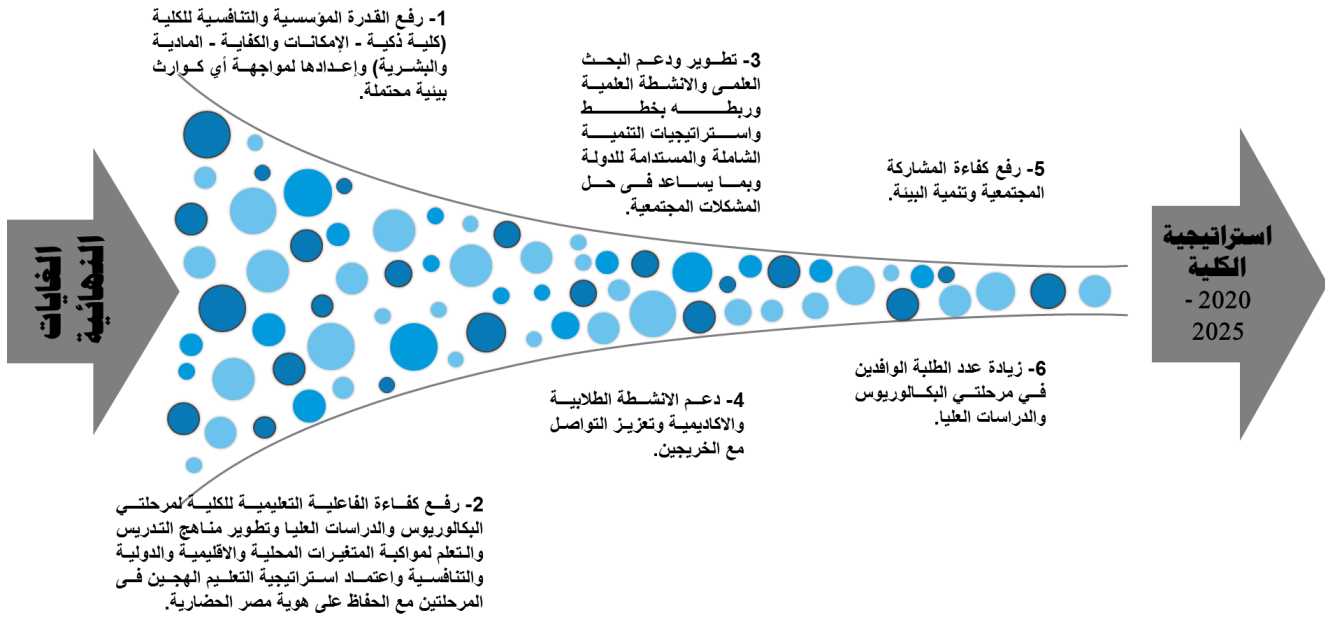 1- رفع القدرة المؤسسية والتنافسية للكلية
(كلية ذكية - الإمكانات والكفاية - المادية
والبشرية) وإعدادها لمواجهة أي كوارث
بيئية محتملة.
3- تطوير ودعم البحث
العلمى والانشطة العلمية
وربطه بخطط
واستراتيجيات التنمية
الشاملة والمستدامة للدولة
وبما يساعد فى حل
المشكلات المجتمعية.
5- رفع كفاءة المشاركة
المجتمعية وتنمية البيئة.
الغايات
النهائية
استراتيجية
الكلية
2020 -
2025
6- زيادة عدد الطلبة الوافدين
في مرحلتي البكالوريوس
والدراسات العليا.
4- دعم الانشطة الطلابية
والاكاديمية وتعزيز التواصل
مع الخريجين.
2- رفع كفاءة الفاعلية التعليمية للكلية لمرحلتي
البكالوريوس والدراسات العليا وتطوير مناهج التدريس
والتعلم لمواكبة المتغيرات المحلية والاقليمية والدولية
والتنافسية واعتماد استراتيجية التعليم الهجين فى
المرحلتين مع الحفاظ على هوية مصر الحضارية.